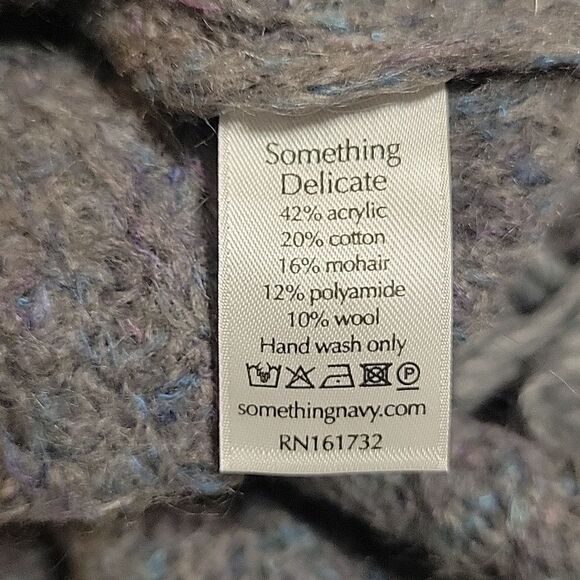 Something
Delicate
42% acrylic
20% cotton
16% mohair
12% polyamide
10% wool
Hand wash only
P
somethingnavy.com
RN161732